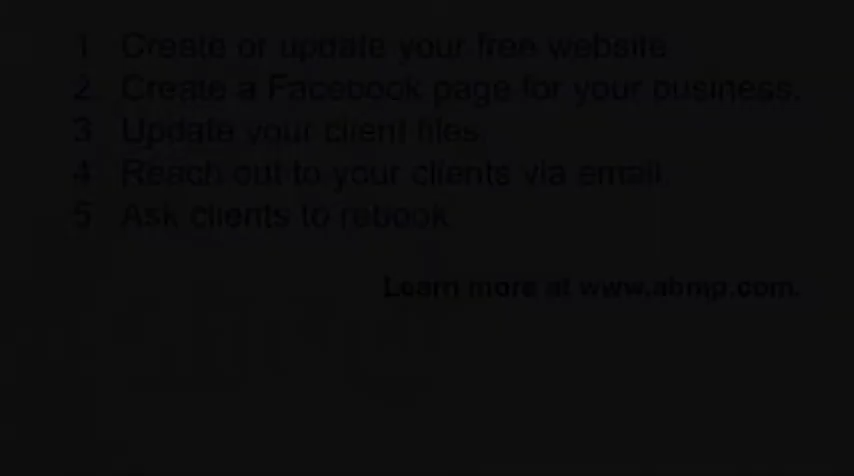 1 Create or update your free website.
2 Create a Facebook page for your business.
3 Update your client files.
4 Reach out to your clients via email.
5 Ask clients to rebook.
Learn more at www.abmp.com.